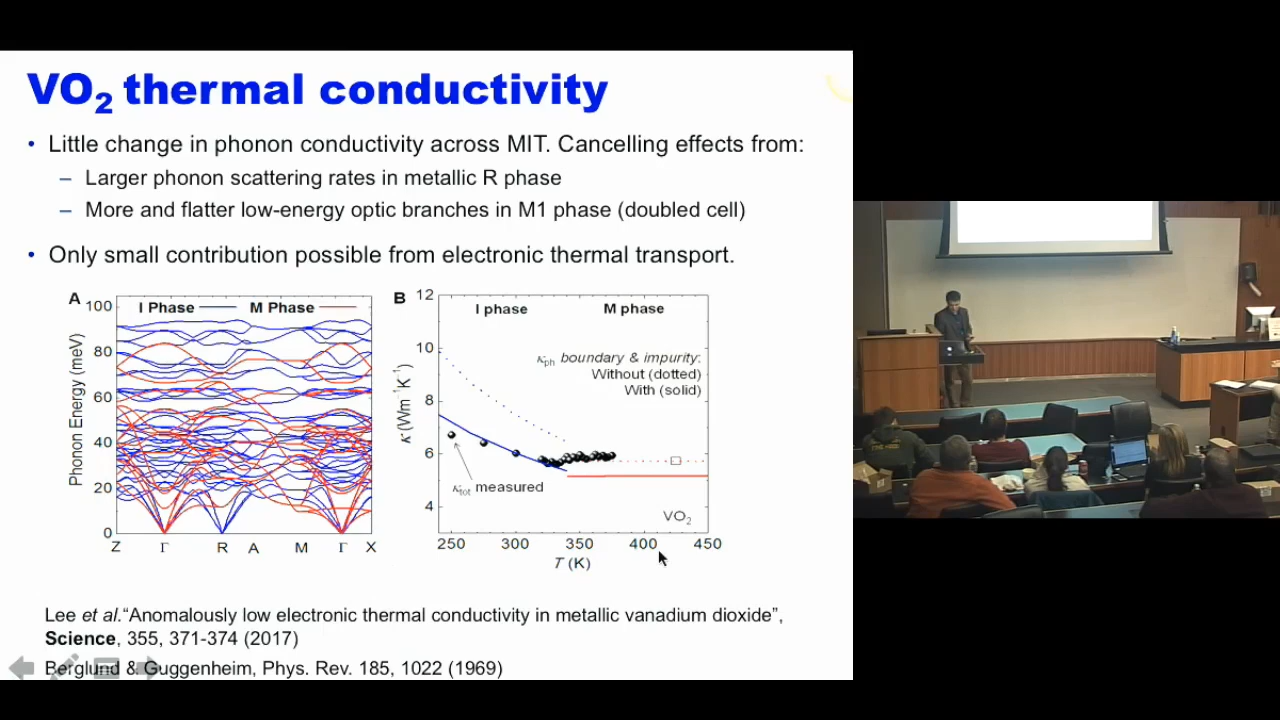 VO2 thermal conductivity
• Little change in phonon conductivity across MIT. Cancelling effects from:
– Larger phonon scattering rates in metallic R phase
– More and flatter low-energy optic branches in M1 phase (doubled cell)
• Only small contribution possible from electronic thermal transport.
A
I Phase
M Phase
Phonon Energy (meV)
100
80
60
40
20
0
Z Γ R A M Γ X
B
I phase
M phase
κph boundary & impurity:
Without (dotted)
With (solid)
κ (Wm-1K-1)
12
10
8
6
4
κtot measured
VO2
250 300 350 400 450
T (K)
Lee et al.“Anomalously low electronic thermal conductivity in metallic vanadium dioxide”,
Science, 355, 371-374 (2017)
Berglund & Guggenheim, Phys. Rev. 185, 1022 (1969)